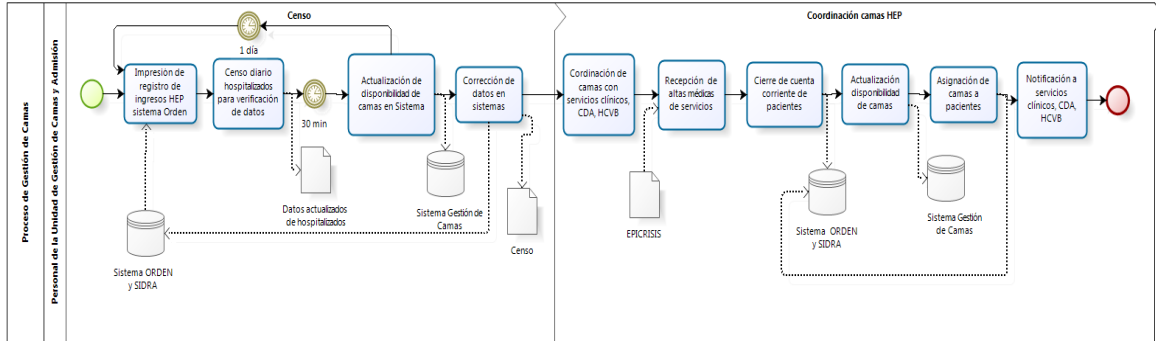 Proceso de Gestión de Camas
Personal de la Unidad de Gestión de Camas y Admisión
Censo
1 día
Impresión de
registro de
ingresos HEP
sistema Orden
Censo diario
hospitalizados
para verificación
de datos
30 min
Actualización de
disponibilidad de
camas en Sistema
Corrección de
datos en
sistemas
Datos actualizados
de hospitalizados
Sistema Gestión de
Camas
Censo
Sistema ORDEN
y SIDRA
Coordinación camas HEP
Cordinación de
camas con
servicios clínicos,
CDA, HCVB
Recepción de
altas médicas
de servicios
Cierre de cuenta
corriente de
pacientes
Actualización
disponibilidad
de camas
Asignación de
camas a
pacientes
Notificación a
servicios
clínicos, CDA,
HCVB
EPICRISIS
Sistema ORDEN
y SIDRA
Sistema Gestión
de Camas